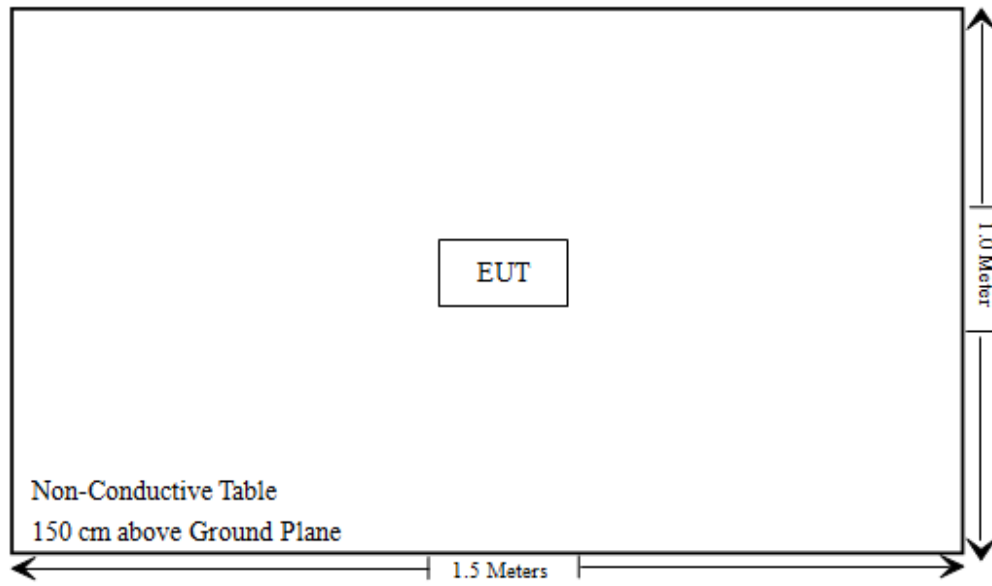 EUT
1.0 Meter
Non-Conductive Table
150 cm above Ground Plane
1.5 Meters